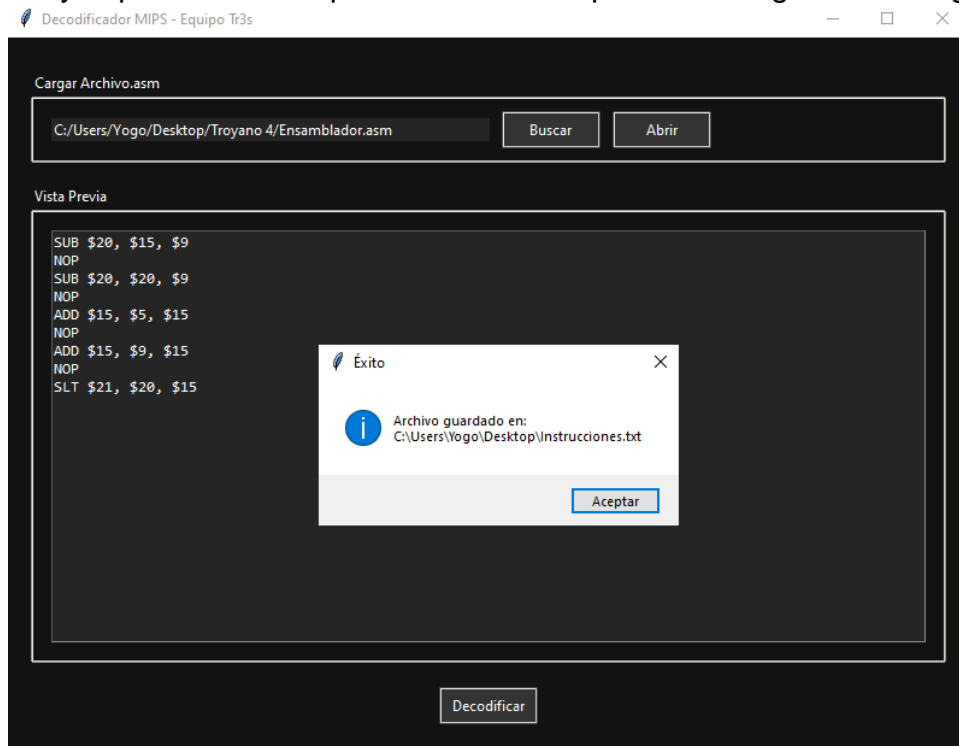 Decodificador MIPS - Equipo Tr3s
Cargar Archivo.asm
C:/Users/Yogo/Desktop/Troyano 4/Ensamblador.asm
Buscar
Abrir
Vista Previa
SUB $20, $15, $9
NOP
SUB $20, $20, $9
NOP
ADD $15, $5, $15
NOP
ADD $15, $9, $15
NOP
SLT $21, $20, $15
Éxito
Archivo guardado en:
C:\Users\Yogo\Desktop\Instrucciones.txt
Aceptar
Decodificar